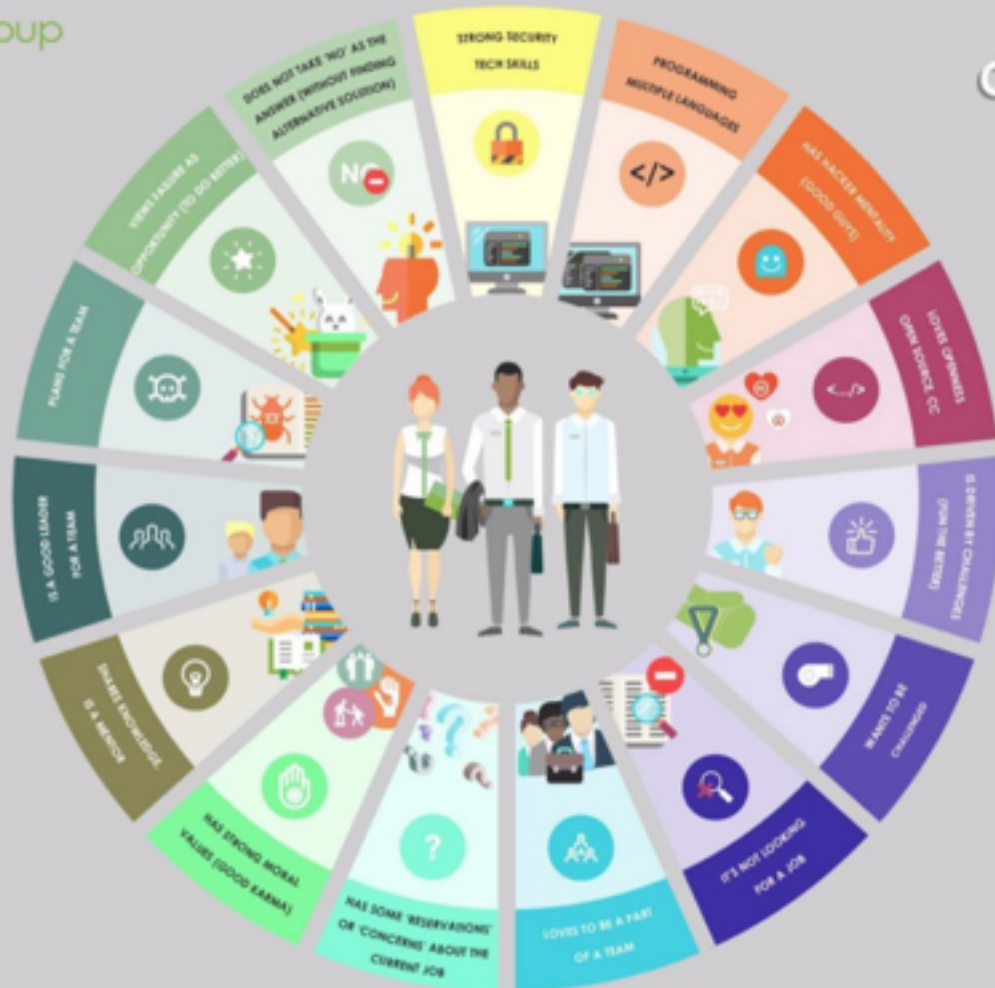 oup
STRONG SECURITY
TECH SKILLS
PROGRAMMING
MULTIPLE LANGUAGES
</>
HAS HACKER MENTALITY
(GOOD GUYS)
LOVES OPENNESS
OPEN SOURCE CC
</>
IS DRIVEN BY CHALLENGES
(FUN THE BETTER)
WANTS TO BE
CHALLENGED
IT'S NOT LOOKING
FOR A JOB
LOVES TO BE A PART
OF A TEAM
?
HAS SOME 'RESERVATIONS'
OR 'CONCERNS' ABOUT THE
CURRENT JOB
HAS STRONG MORAL
VALUES (GOOD KARMA)
SHARES KNOWLEDGE,
IS A MENTOR
IS A GOOD LEADER
FOR A TEAM
PLANS FOR A TEAM
VIEWS FAILURE AS
OPPORTUNITY (TO DO BETTER)
DOES NOT TAKE 'NO' AS THE
ANSWER (WITHOUT FINDING
ALTERNATIVE SOLUTION)
NO